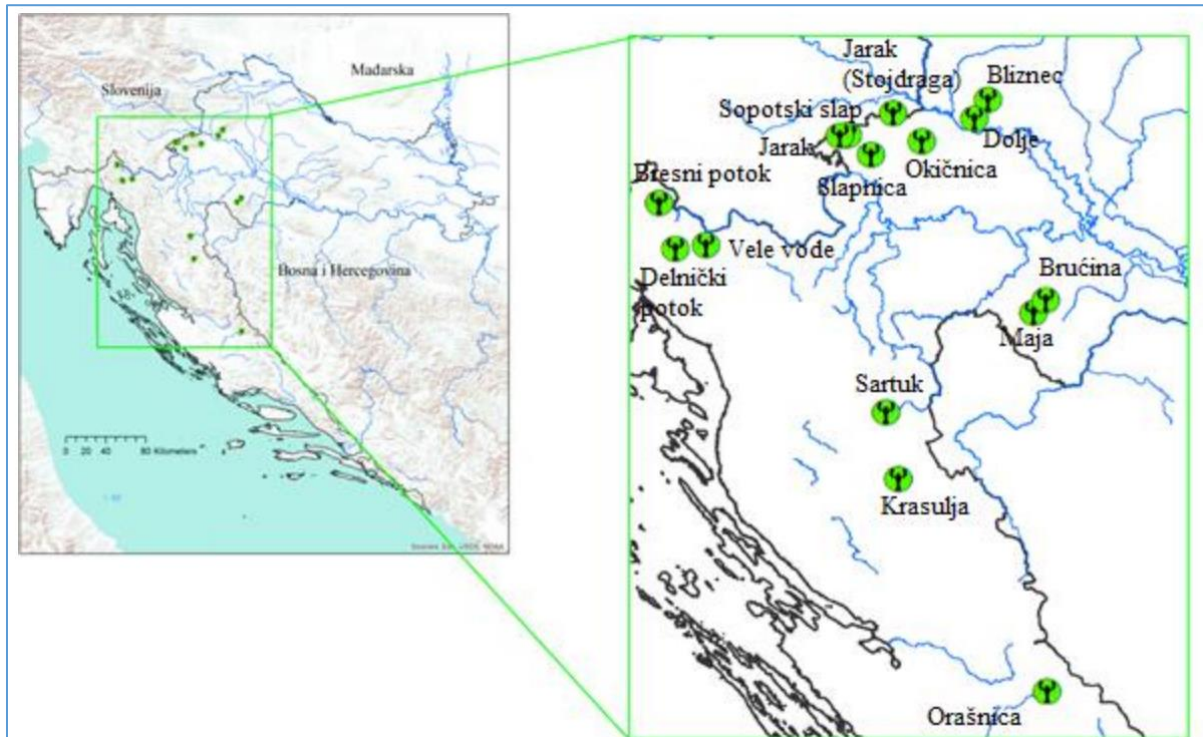 Mađarska
Slovenija
Bosna i Hercegovina
0 20 40 80 Kilometers
Jarak
(Stojdraga)
Bliznec
Sopotski slap
Dolje
Jarak
Okičnica
Slapnica
Bresni potok
Vele vode
Delnički
potok
Brućina
Maja
Sartuk
Krasulja
Orašnica